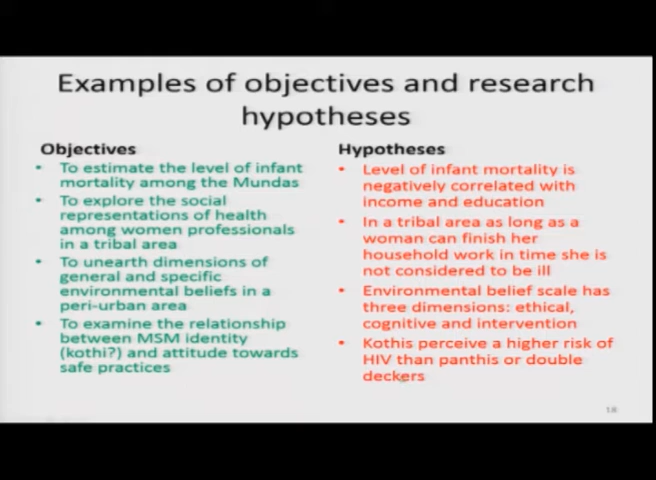 Examples of objectives and research
hypotheses
Objectives
• To estimate the level of infant
mortality among the Mundas
• To explore the social
representations of health
among women professionals
in a tribal area
• To unearth dimensions of
general and specific
environmental beliefs in a
peri-urban area
• To examine the relationship
between MSM identity
(kothi?) and attitude towards
safe practices
Hypotheses
• Level of infant mortality is
negatively correlated with
income and education
• In a tribal area as long as a
woman can finish her
household work in time she is
not considered to be ill
• Environmental belief scale has
three dimensions: ethical,
cognitive and intervention
• Kothis perceive a higher risk of
HIV than panthis or double
deckers
18